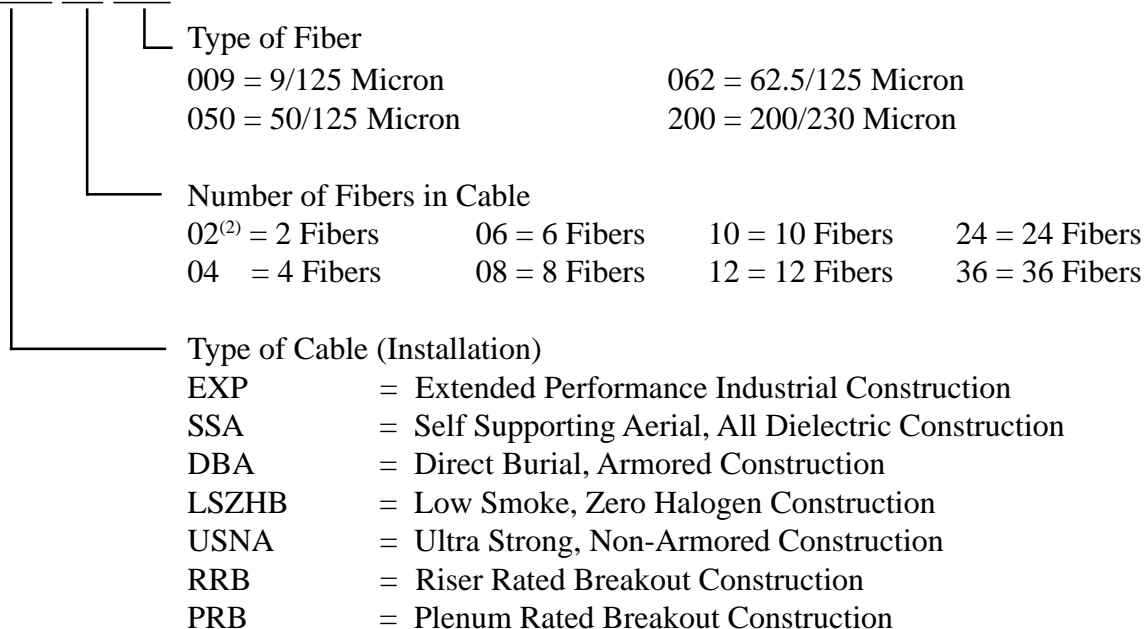 Type of Fiber
009 = 9/125 Micron 062 = 62.5/125 Micron
050 = 50/125 Micron 200 = 200/230 Micron
Number of Fibers in Cable
02(2) = 2 Fibers 06 = 6 Fibers 10 = 10 Fibers 24 = 24 Fibers
04 = 4 Fibers 08 = 8 Fibers 12 = 12 Fibers 36 = 36 Fibers
Type of Cable (Installation)
EXP = Extended Performance Industrial Construction
SSA = Self Supporting Aerial, All Dielectric Construction
DBA = Direct Burial, Armored Construction
LSZHB = Low Smoke, Zero Halogen Construction
USNA = Ultra Strong, Non-Armored Construction
RRB = Riser Rated Breakout Construction
PRB = Plenum Rated Breakout Construction